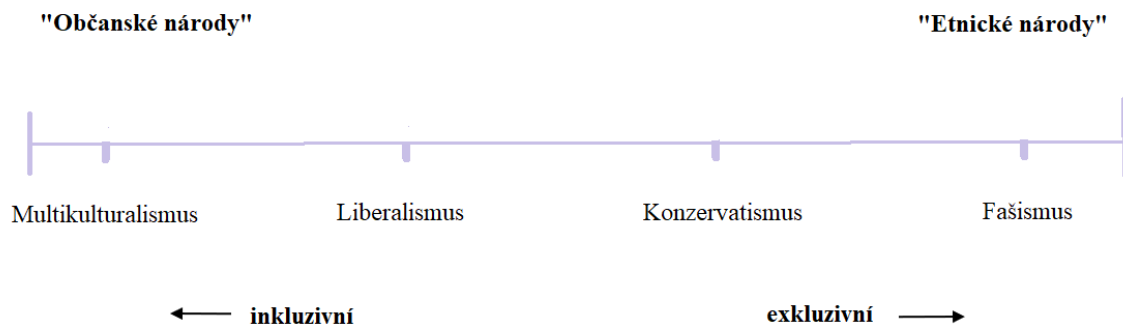 "Občanské národy" "Etnické národy"
Multikulturalismus Liberalismus Konzervatismus Fašismus
inkluzivní exkluzivní